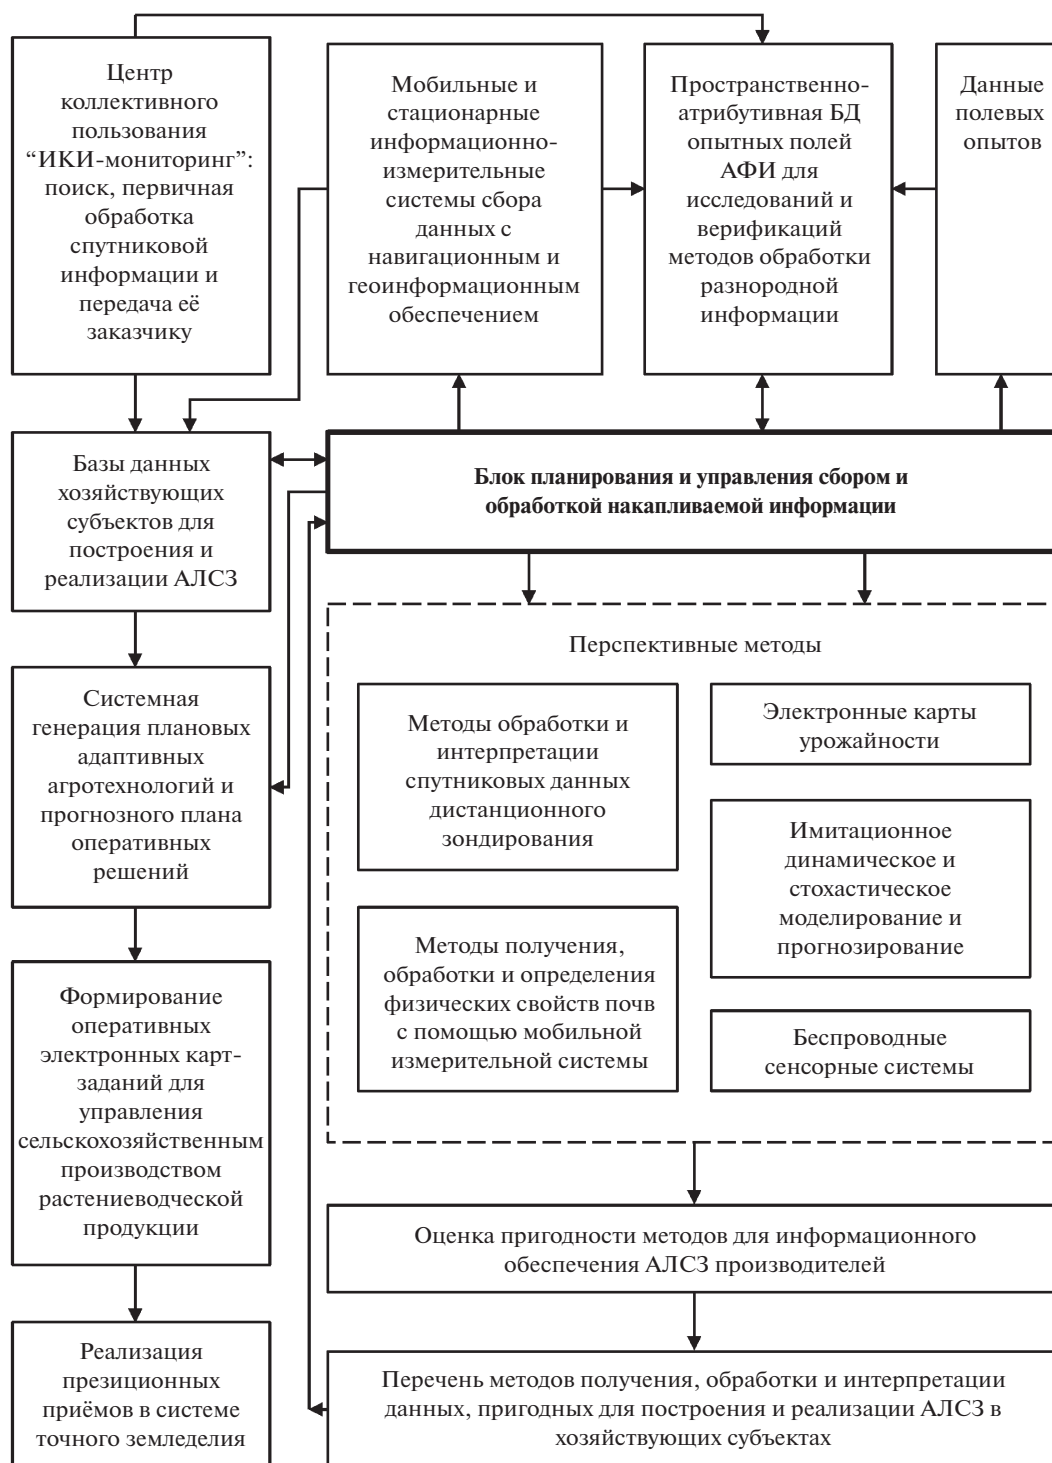 Центр
коллективного
пользования
“ИКИ-мониторинг”:
поиск, первичная
обработка
спутниковой
информации и
передача её
заказчику
Мобильные и
стационарные
информационно-
измерительные
системы сбора
данных с
навигационным и
геоинформационным
обеспечением
Пространственно-
атрибутивная БД
опытных полей
АФИ для
исследований и
верификаций
методов обработки
разнородной
информации
Данные
полевых
опытов
Базы данных
хозяйствующих
субъектов для
построения и
реализации АЛСЗ
Блок планирования и управления сбором и
обработкой накапливаемой информации
Системная
генерация плановых
адаптивных
агротехнологий и
прогнозного плана
оперативных
решений
Перспективные методы
Методы обработки и
интерпретации
спутниковых данных
дистанционного
зондирования
Электронные карты
урожайности
Имитационное
динамическое и
стохастическое
моделирование и
прогнозирование
Методы получения,
обработки и определения
физических свойств почв
с помощью мобильной
измерительной системы
Беспроводные
сенсорные системы
Формирование
оперативных
электронных карт-
заданий для
управления
сельскохозяйственным
производством
растениеводческой
продукции
Оценка пригодности методов для информационного
обеспечения АЛСЗ производителей
Реализация
презиционных
приёмов в системе
точного земледелия
Перечень методов получения, обработки и интерпретации
данных, пригодных для построения и реализации АЛСЗ в
хозяйствующих субъектах